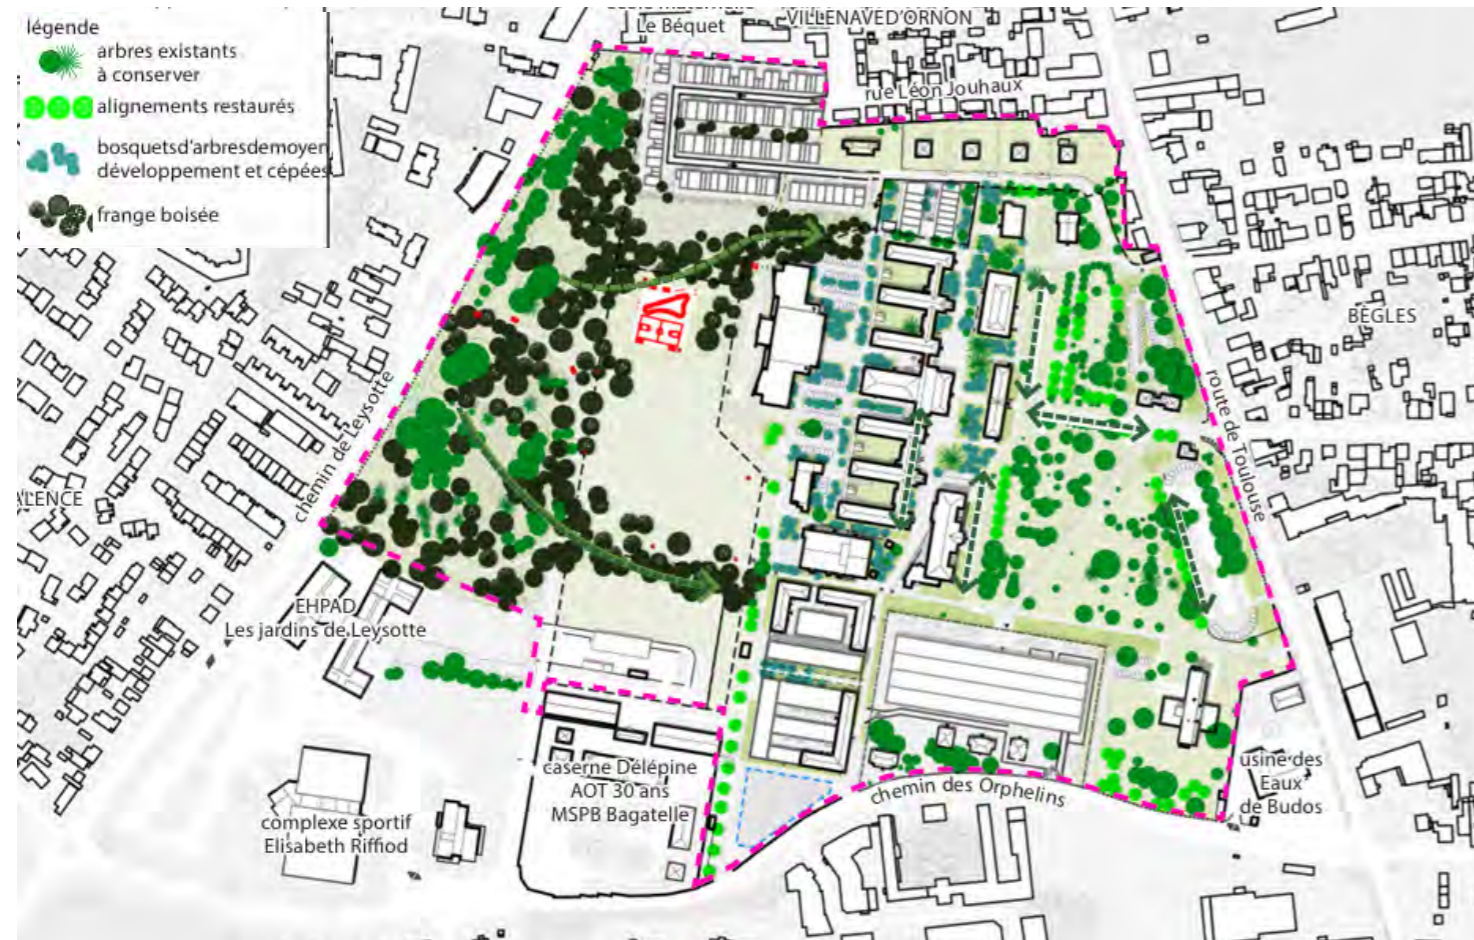 Le Béquet
VILLENAVED'ORNON
légende
arbres existants
à conserver
alignements restaurés
bosquetsd'arbresdemoyen
développement et cépées
frange boisée
rue Léon Jouhaux
BÈGLES
chemin de Leysotte
route de Toulouse
ALENCE
EHPAD
Les jardins de Leysotte
caserne Délépine
AOT 30 ans
MSPB Bagatelle
complexe sportif
Elisabeth Riffiod
chemin des Orphelins
usine des
Eaux
de Budos